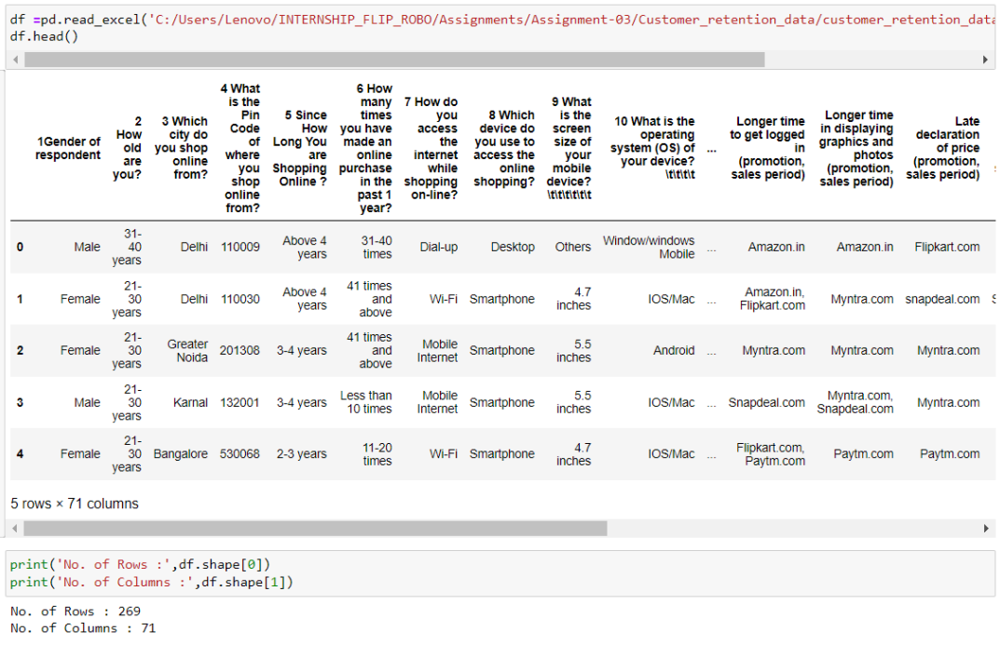 df =pd.read_excel('C:/Users/Lenovo/INTERNSHIP_FLIP_ROBO/Assignments/Assignment-03/Customer_retention_data/customer_retention_data
df.head()
1Gender of respondent 2 How old are you? 3 Which city do you shop online from? 4 What is the Pin Code of where you shop online from? 5 Since How Long You are Shopping Online ? 6 How many times you have made an online purchase in the past 1 year? 7 How do you access the internet while shopping on-line? 8 Which device do you use to access the online shopping? 9 What is the screen size of your mobile device?\t\t\t\t\t\t 10 What is the operating system (OS) of your device?\t\t\t\t ... Longer time to get logged in (promotion, sales period) Longer time in displaying graphics and photos (promotion, sales period) Late declaration of price (promotion, sales period)
0 Male 31-40 years Delhi 110009 Above 4 years 31-40 times Dial-up Desktop Others Window/windows Mobile ... Amazon.in Amazon.in Flipkart.com
1 Female 21-30 years Delhi 110030 Above 4 years 41 times and above Wi-Fi Smartphone 4.7 inches IOS/Mac ... Amazon.in, Flipkart.com Myntra.com snapdeal.com
2 Female 21-30 years Greater Noida 201308 3-4 years 41 times and above Mobile Internet Smartphone 5.5 inches Android ... Myntra.com Myntra.com Myntra.com
3 Male 21-30 years Karnal 132001 3-4 years Less than 10 times Mobile Internet Smartphone 5.5 inches IOS/Mac ... Snapdeal.com Myntra.com, Snapdeal.com Myntra.com
4 Female 21-30 years Bangalore 530068 2-3 years 11-20 times Wi-Fi Smartphone 4.7 inches IOS/Mac ... Flipkart.com, Paytm.com Paytm.com Paytm.com
5 rows × 71 columns
print('No. of Rows :',df.shape[0])
print('No. of Columns :',df.shape[1])
No. of Rows : 269
No. of Columns : 71